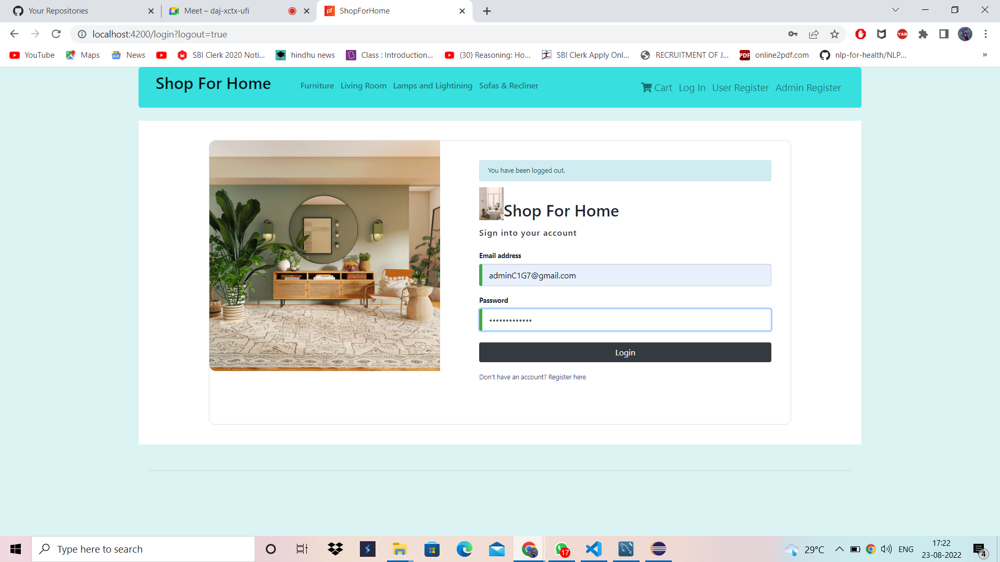 Your Repositories
Meet – daj-xctx-ufi
pf ShopForHome
localhost:4200/login?logout=true
YAB
YouTube Maps News SBI Clerk 2020 Noti... hindhu news Class : Introduction... (30) Reasoning: Ho... SBI Clerk Apply Onl... RECRUITMENT OF J... PDF online2pdf.com nlp-for-health/NLP... »
Shop For Home
Furniture Living Room Lamps and Lightining Sofas & Recliner
Cart Log In User Register Admin Register
You have been logged out.
Shop For Home
Sign into your account
Email address
adminC1G7@gmail.com
Password
•••••••••••••
Login
Don't have an account? Register here
Type here to search
17
29°C
ENG
17:22
23-08-2022
4